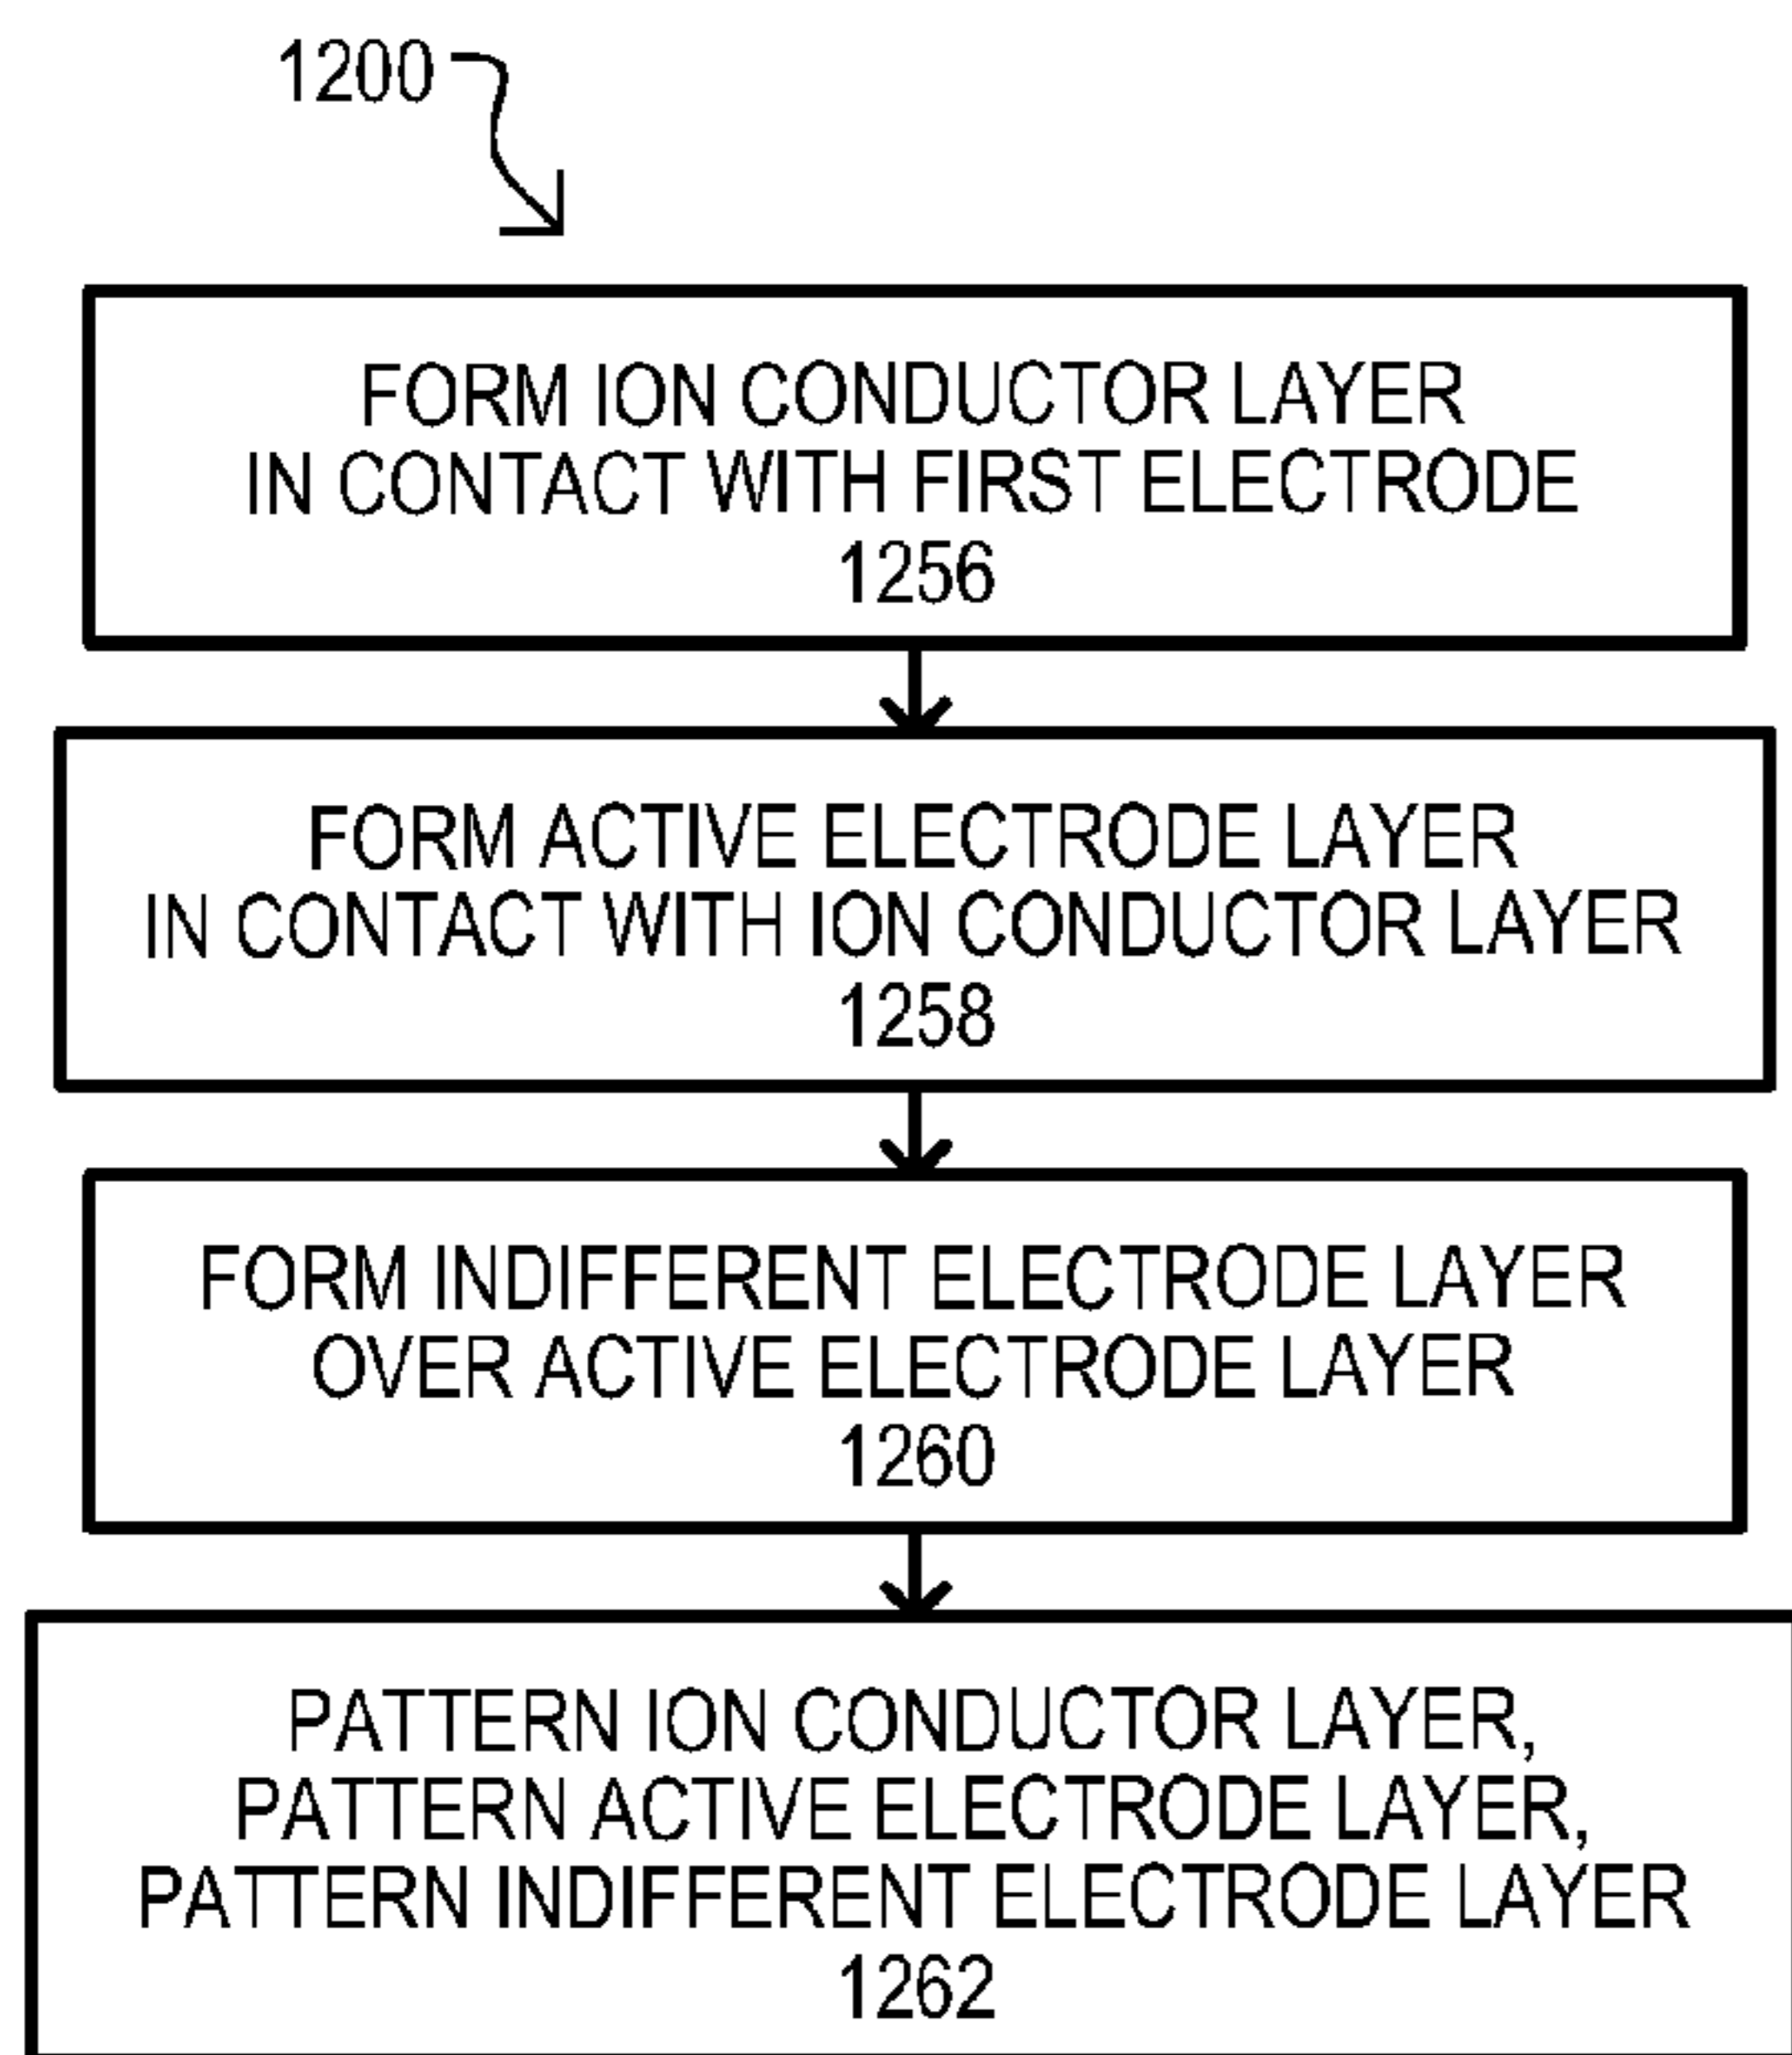 1200
FORM ION CONDUCTOR LAYER
IN CONTACT WITH FIRST ELECTRODE
1256
FORM ACTIVE ELECTRODE LAYER
IN CONTACT WITH ION CONDUCTOR LAYER
1258
FORM INDIFFERENT ELECTRODE LAYER
OVER ACTIVE ELECTRODE LAYER
1260
PATTERN ION CONDUCTOR LAYER,
PATTERN ACTIVE ELECTRODE LAYER,
PATTERN INDIFFERENT ELECTRODE LAYER
1262